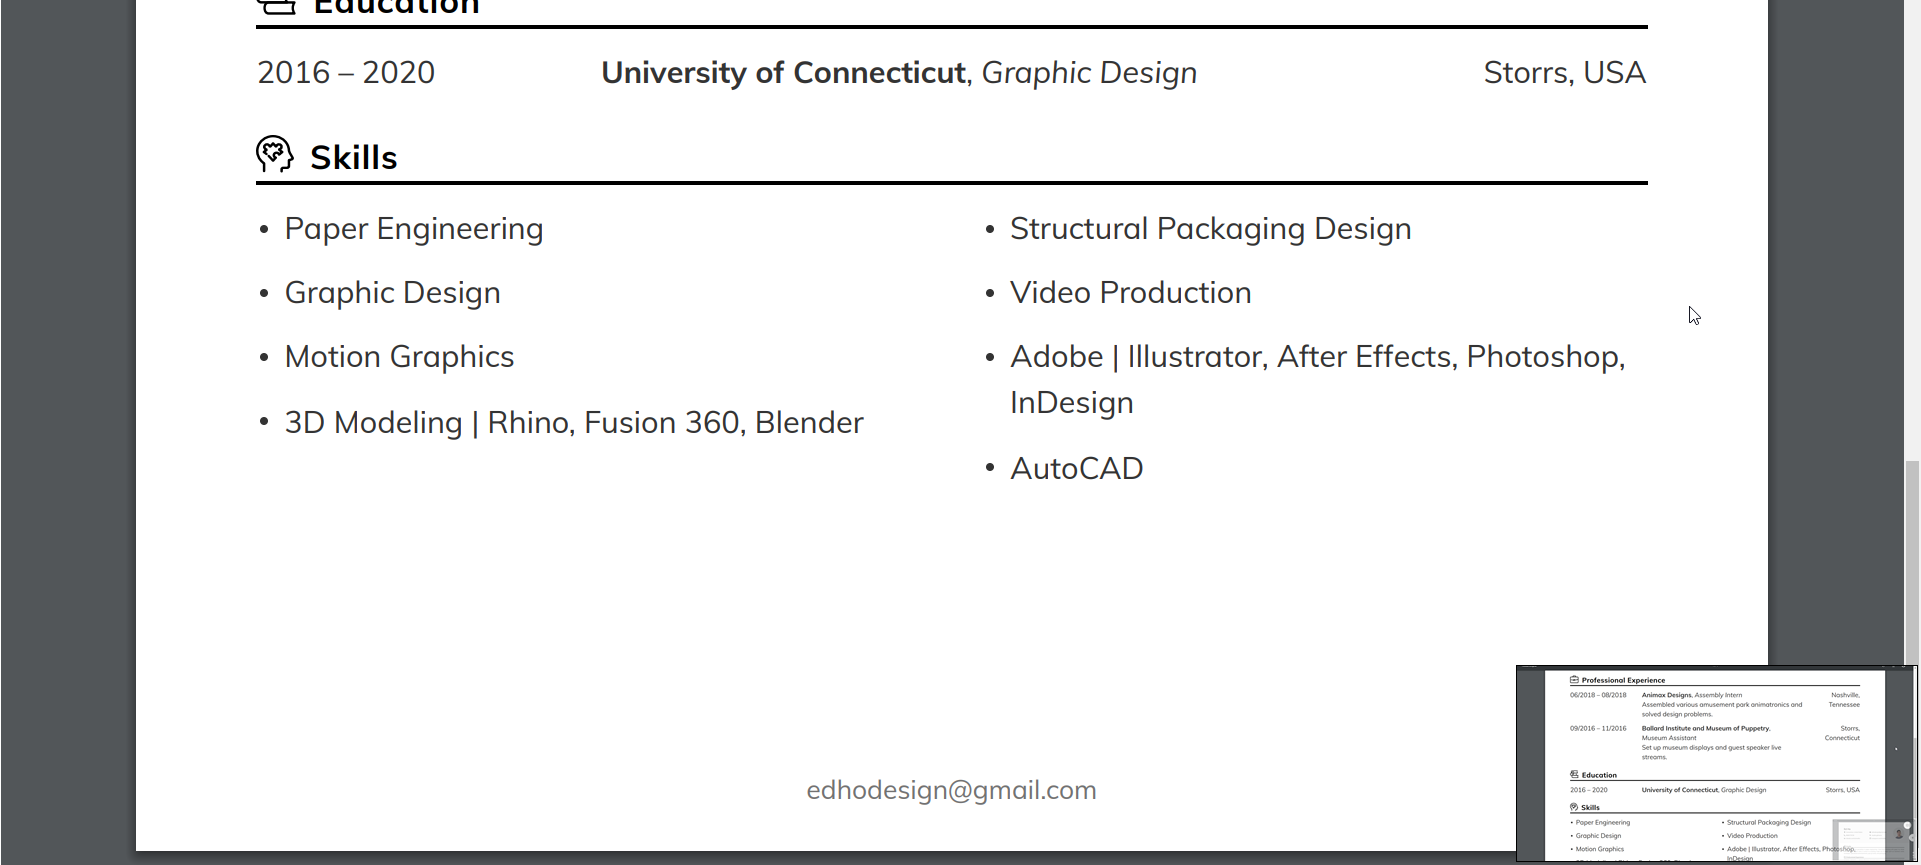 Education
2016 – 2020 University of Connecticut, Graphic Design Storrs, USA
Skills
• Paper Engineering
• Graphic Design
• Motion Graphics
• 3D Modeling | Rhino, Fusion 360, Blender
• Structural Packaging Design
• Video Production
• Adobe | Illustrator, After Effects, Photoshop,
InDesign
• AutoCAD
edhodesign@gmail.com
Professional Experience
06/2018 – 08/2018 Animax Designs, Assembly Intern Nashville,
Assembled various amusement park animatronics and Tennessee
solved design problems.
09/2016 – 11/2016 Ballard Institute and Museum of Puppetry, Storrs,
Museum Assistant Connecticut
Set up museum displays and guest speaker live
streams.
Education
2016 – 2020 University of Connecticut, Graphic Design Storrs, USA
Skills
• Paper Engineering
• Graphic Design
• Motion Graphics
• Structural Packaging Design
• Video Production
• Adobe | Illustrator, After Effects, Photoshop,
InDesign